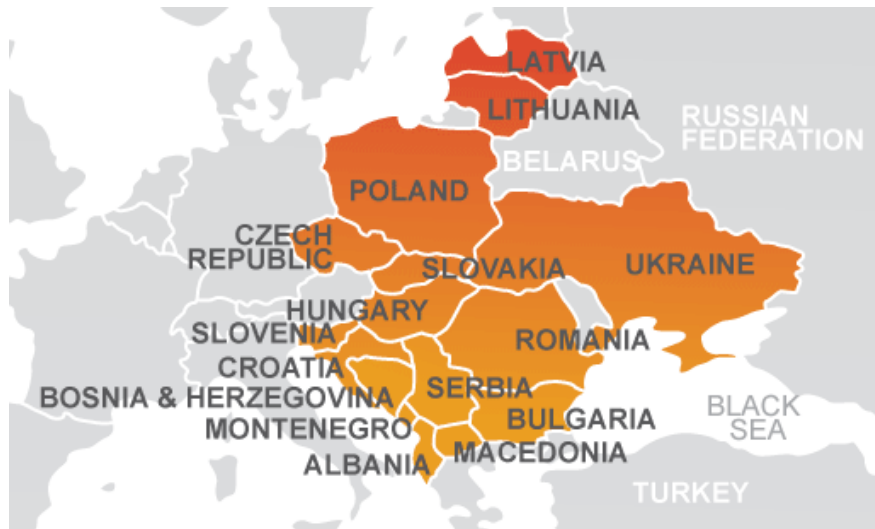 LATVIA
LITHUANIA
RUSSIAN
FEDERATION
BELARUS
POLAND
CZECH
REPUBLIC
SLOVAKIA
UKRAINE
HUNGARY
SLOVENIA
ROMANIA
CROATIA
SERBIA
BOSNIA & HERZEGOVINA
BLACK
SEA
BULGARIA
MONTENEGRO
MACEDONIA
ALBANIA
TURKEY